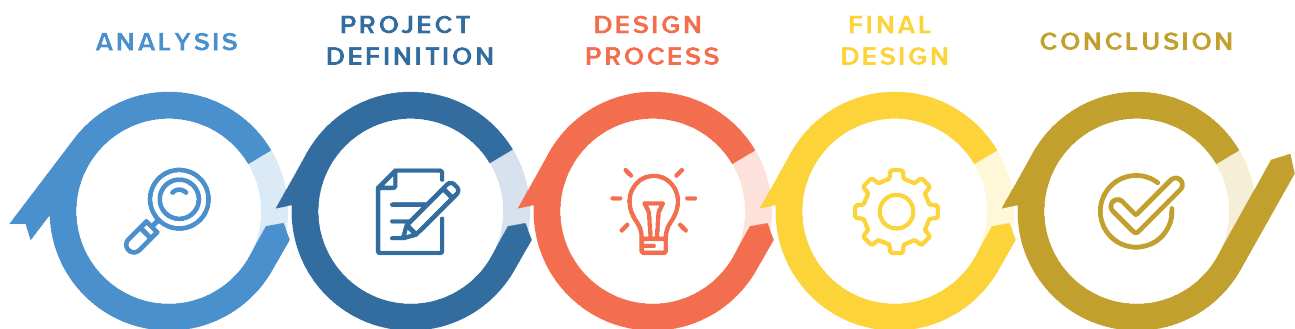 ANALYSIS
PROJECT
DEFINITION
DESIGN
PROCESS
FINAL
DESIGN
CONCLUSION